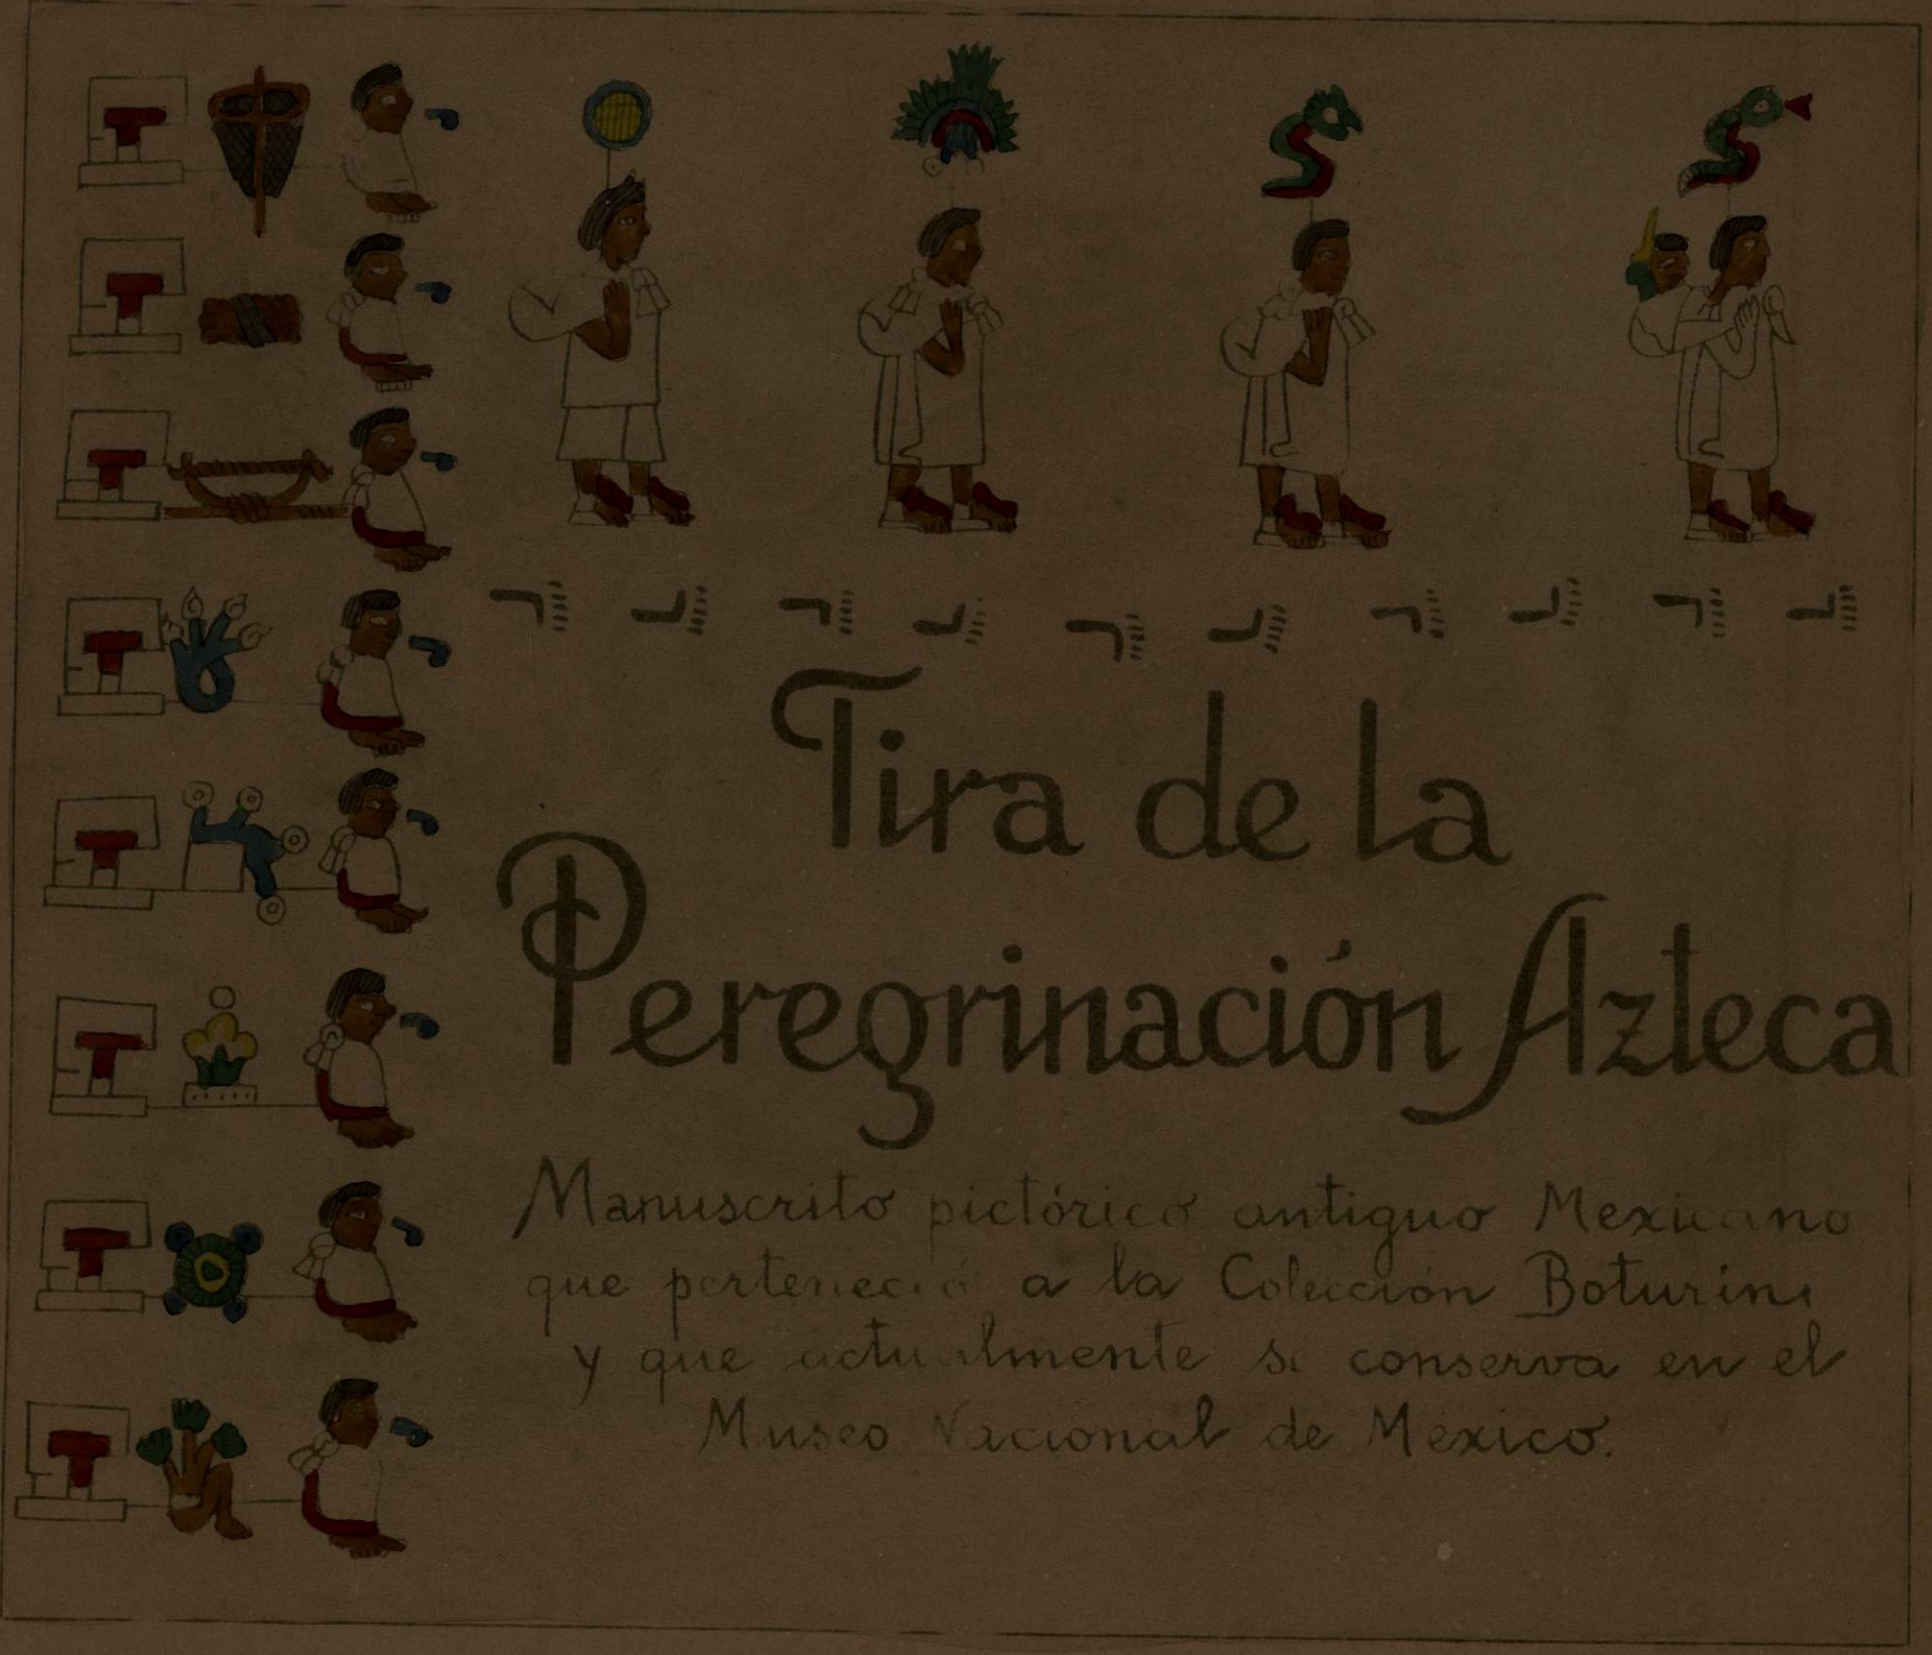 Tira de la
Peregrinación Azteca
Manuscrito pictórico antiguo Mexicano
que perteneció a la Colección Boturini
y que actualmente se conserva en el
Museo Nacional de México.